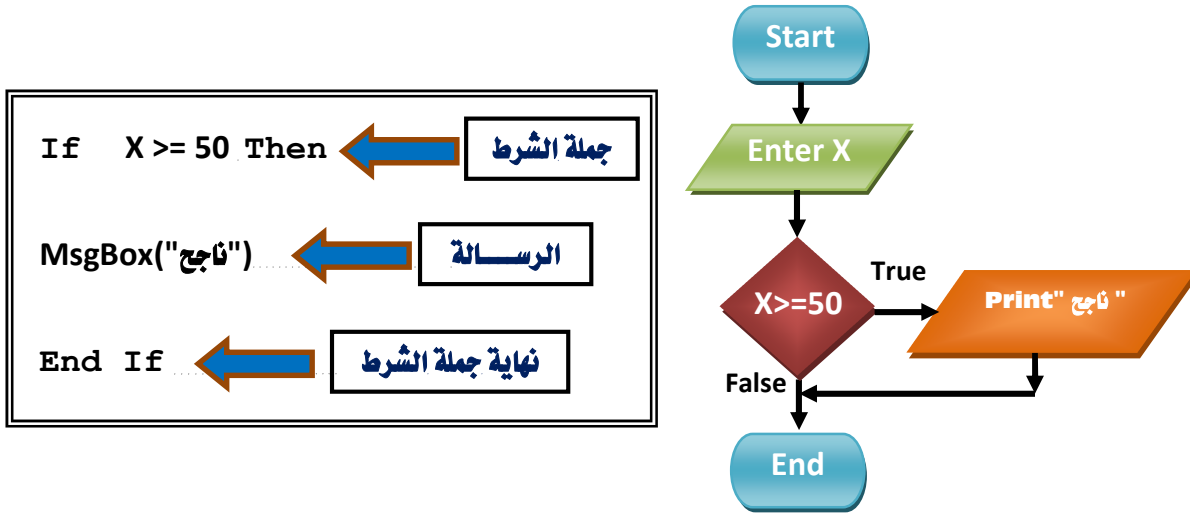 If X >= 50 Then
جملة الشرط
MsgBox("ناجح")
الرســـــالة
End If
نهاية جملة الشرط
Start
Enter X
X>=50
True
Print" ناجح "
False
End